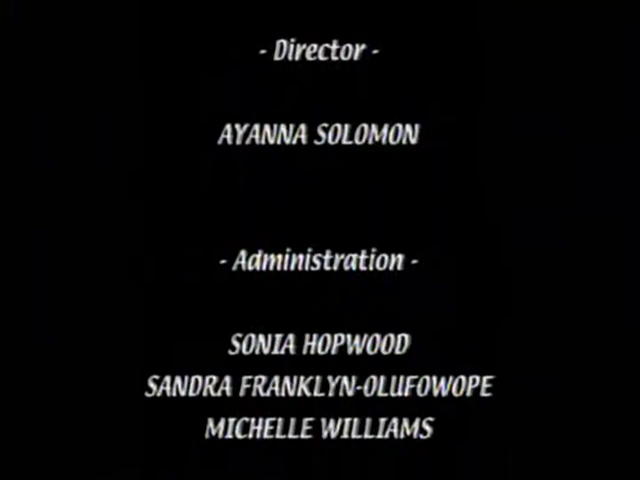 - Director -
AYANNA SOLOMON
- Administration -
SONIA HOPWOOD
SANDRA FRANKLYN-OLUFOWOPE
MICHELLE WILLIAMS